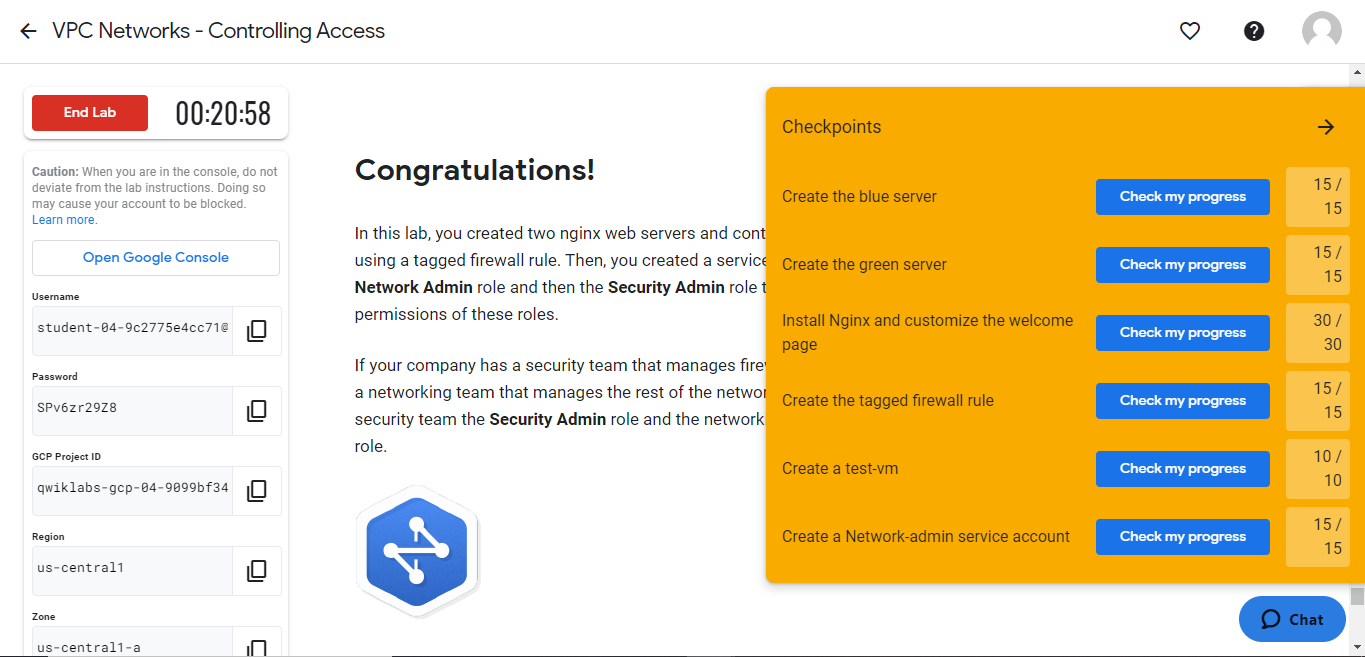 VPC Networks - Controlling Access
End Lab
00:20:58
Caution: When you are in the console, do not
deviate from the lab instructions. Doing so
may cause your account to be blocked.
Learn more.
Open Google Console
Username
student-04-9c2775e4cc71@
Password
SPv6zr29Z8
GCP Project ID
qwiklabs-gcp-04-9099bf34
Region
us-central1
Zone
us-central1-a
Congratulations!
In this lab, you created two nginx web servers and cont
using a tagged firewall rule. Then, you created a service
Network Admin role and then the Security Admin role t
permissions of these roles.
If your company has a security team that manages firew
a networking team that manages the rest of the networ
security team the Security Admin role and the network
role.
Checkpoints
Create the blue server
Check my progress
15 /
15
Create the green server
Check my progress
15 /
15
Install Nginx and customize the welcome
page
Check my progress
30 /
30
Create the tagged firewall rule
Check my progress
15 /
15
Create a test-vm
Check my progress
10 /
10
Create a Network-admin service account
Check my progress
15 /
15
Chat